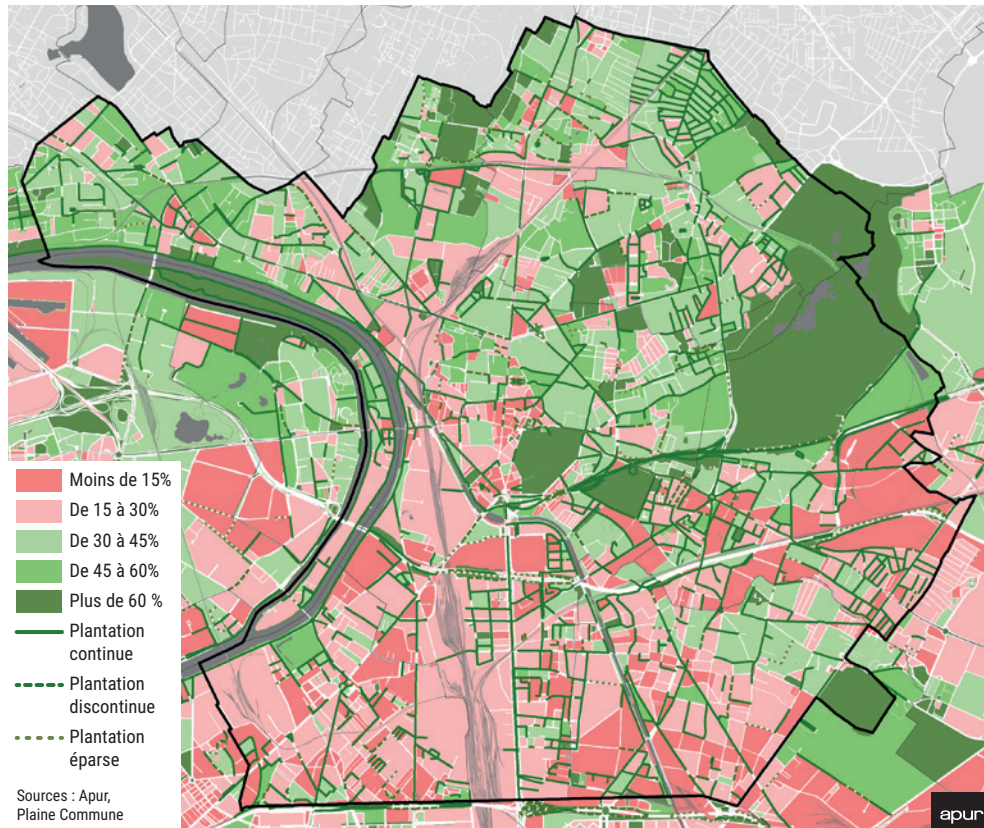 Moins de 15%
De 15 à 30%
De 30 à 45%
De 45 à 60%
Plus de 60 %
Plantation
continue
Plantation
discontinue
Plantation
éparse
Sources : Apur,
Plaine Commune
apur